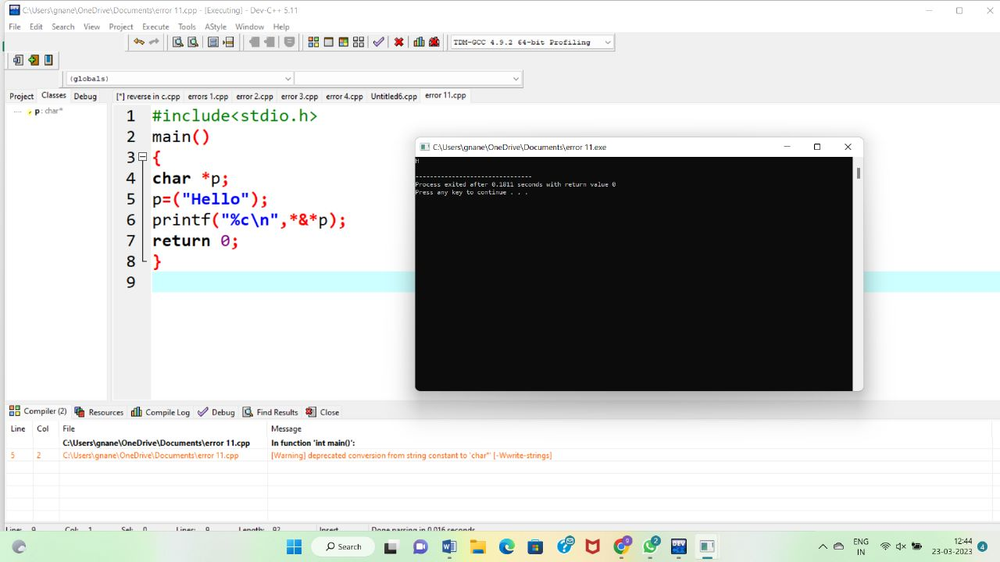 C:\Users\gnane\OneDrive\Documents\error 11.cpp - [Executing] - Dev-C++ 5.11
File Edit Search View Project Execute Tools AStyle Window Help
TDM-GCC 4.9.2 64-bit Profiling
(globals)
Project Classes Debug
[*] reverse in c.cpp errors 1.cpp error 2.cpp error 3.cpp error 4.cpp Untitled6.cpp error 11.cpp
p : char*
1 #include<stdio.h>
2 main()
3 {
4 char *p;
5 p=("Hello");
6 printf("%c\n",*&*p);
7 return 0;
8 }
9
C:\Users\gnane\OneDrive\Documents\error 11.exe
H
--------------------------------
Process exited after 0.1811 seconds with return value 0
Press any key to continue . . .
Compiler (2) Resources Compile Log Debug Find Results Close
Line Col File Message
C:\Users\gnane\OneDrive\Documents\error 11.cpp In function 'int main()':
5 2 C:\Users\gnane\OneDrive\Documents\error 11.cpp [Warning] deprecated conversion from string constant to 'char*' [-Wwrite-strings]
Line: 9 Col: 1 Sel: 0 Lines: 9 Length: 92 Insert Done parsing in 0.016 seconds
Search
DEV
9
2
ENG
IN
12:44
23-03-2023
4